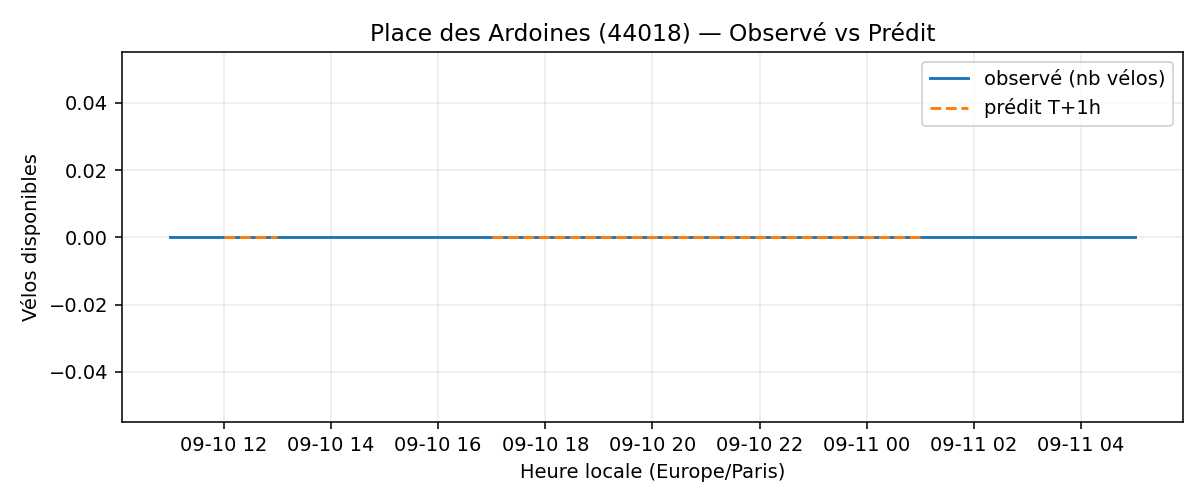 Place des Ardoines (44018) — Observé vs Prédit
observé (nb vélos)
prédit T+1h
Vélos disponibles
0.04
0.02
0.00
−0.02
−0.04
09-10 12
09-10 14
09-10 16
09-10 18
09-10 20
09-10 22
09-11 00
09-11 02
09-11 04
Heure locale (Europe/Paris)